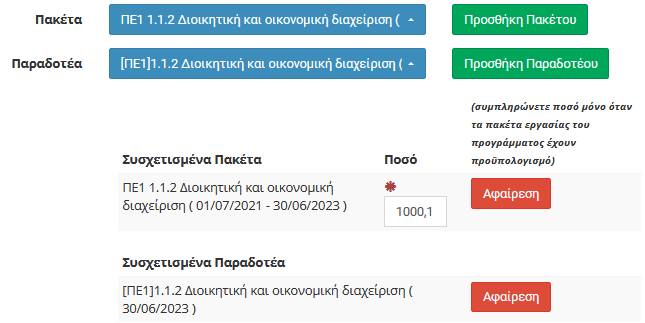 Πακέτα ΠΕ1 1.1.2 Διοικητική και οικονομική διαχείριση ( Προσθήκη Πακέτου
Παραδοτέα [ΠΕ1]1.1.2 Διοικητική και οικονομική διαχείριση ( Προσθήκη Παραδοτέου
(συμπληρώνετε ποσό μόνο όταν
τα πακέτα εργασίας του
προγράμματος έχουν
προϋπολογισμό)
Συσχετισμένα Πακέτα Ποσό
ΠΕ1 1.1.2 Διοικητική και οικονομική
διαχείριση ( 01/07/2021 - 30/06/2023 )
1000,1
Αφαίρεση
Συσχετισμένα Παραδοτέα
[ΠΕ1]1.1.2 Διοικητική και οικονομική διαχείριση (
30/06/2023 )
Αφαίρεση